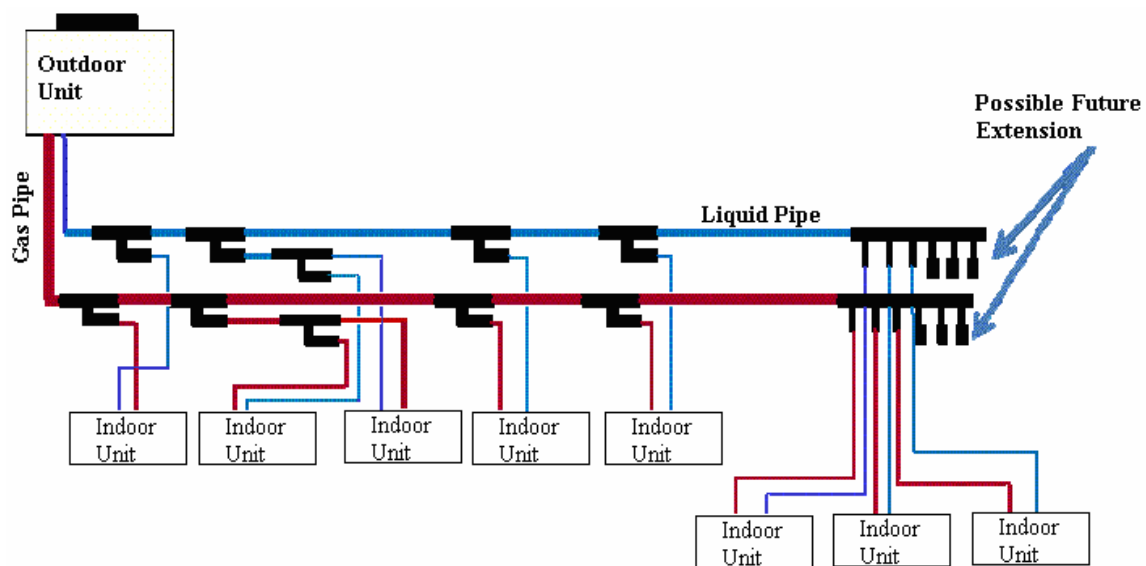 Outdoor
Unit
Possible Future
Extension
Gas Pipe
Liquid Pipe
Indoor
Unit
Indoor
Unit
Indoor
Unit
Indoor
Unit
Indoor
Unit
Indoor
Unit
Indoor
Unit
Indoor
Unit